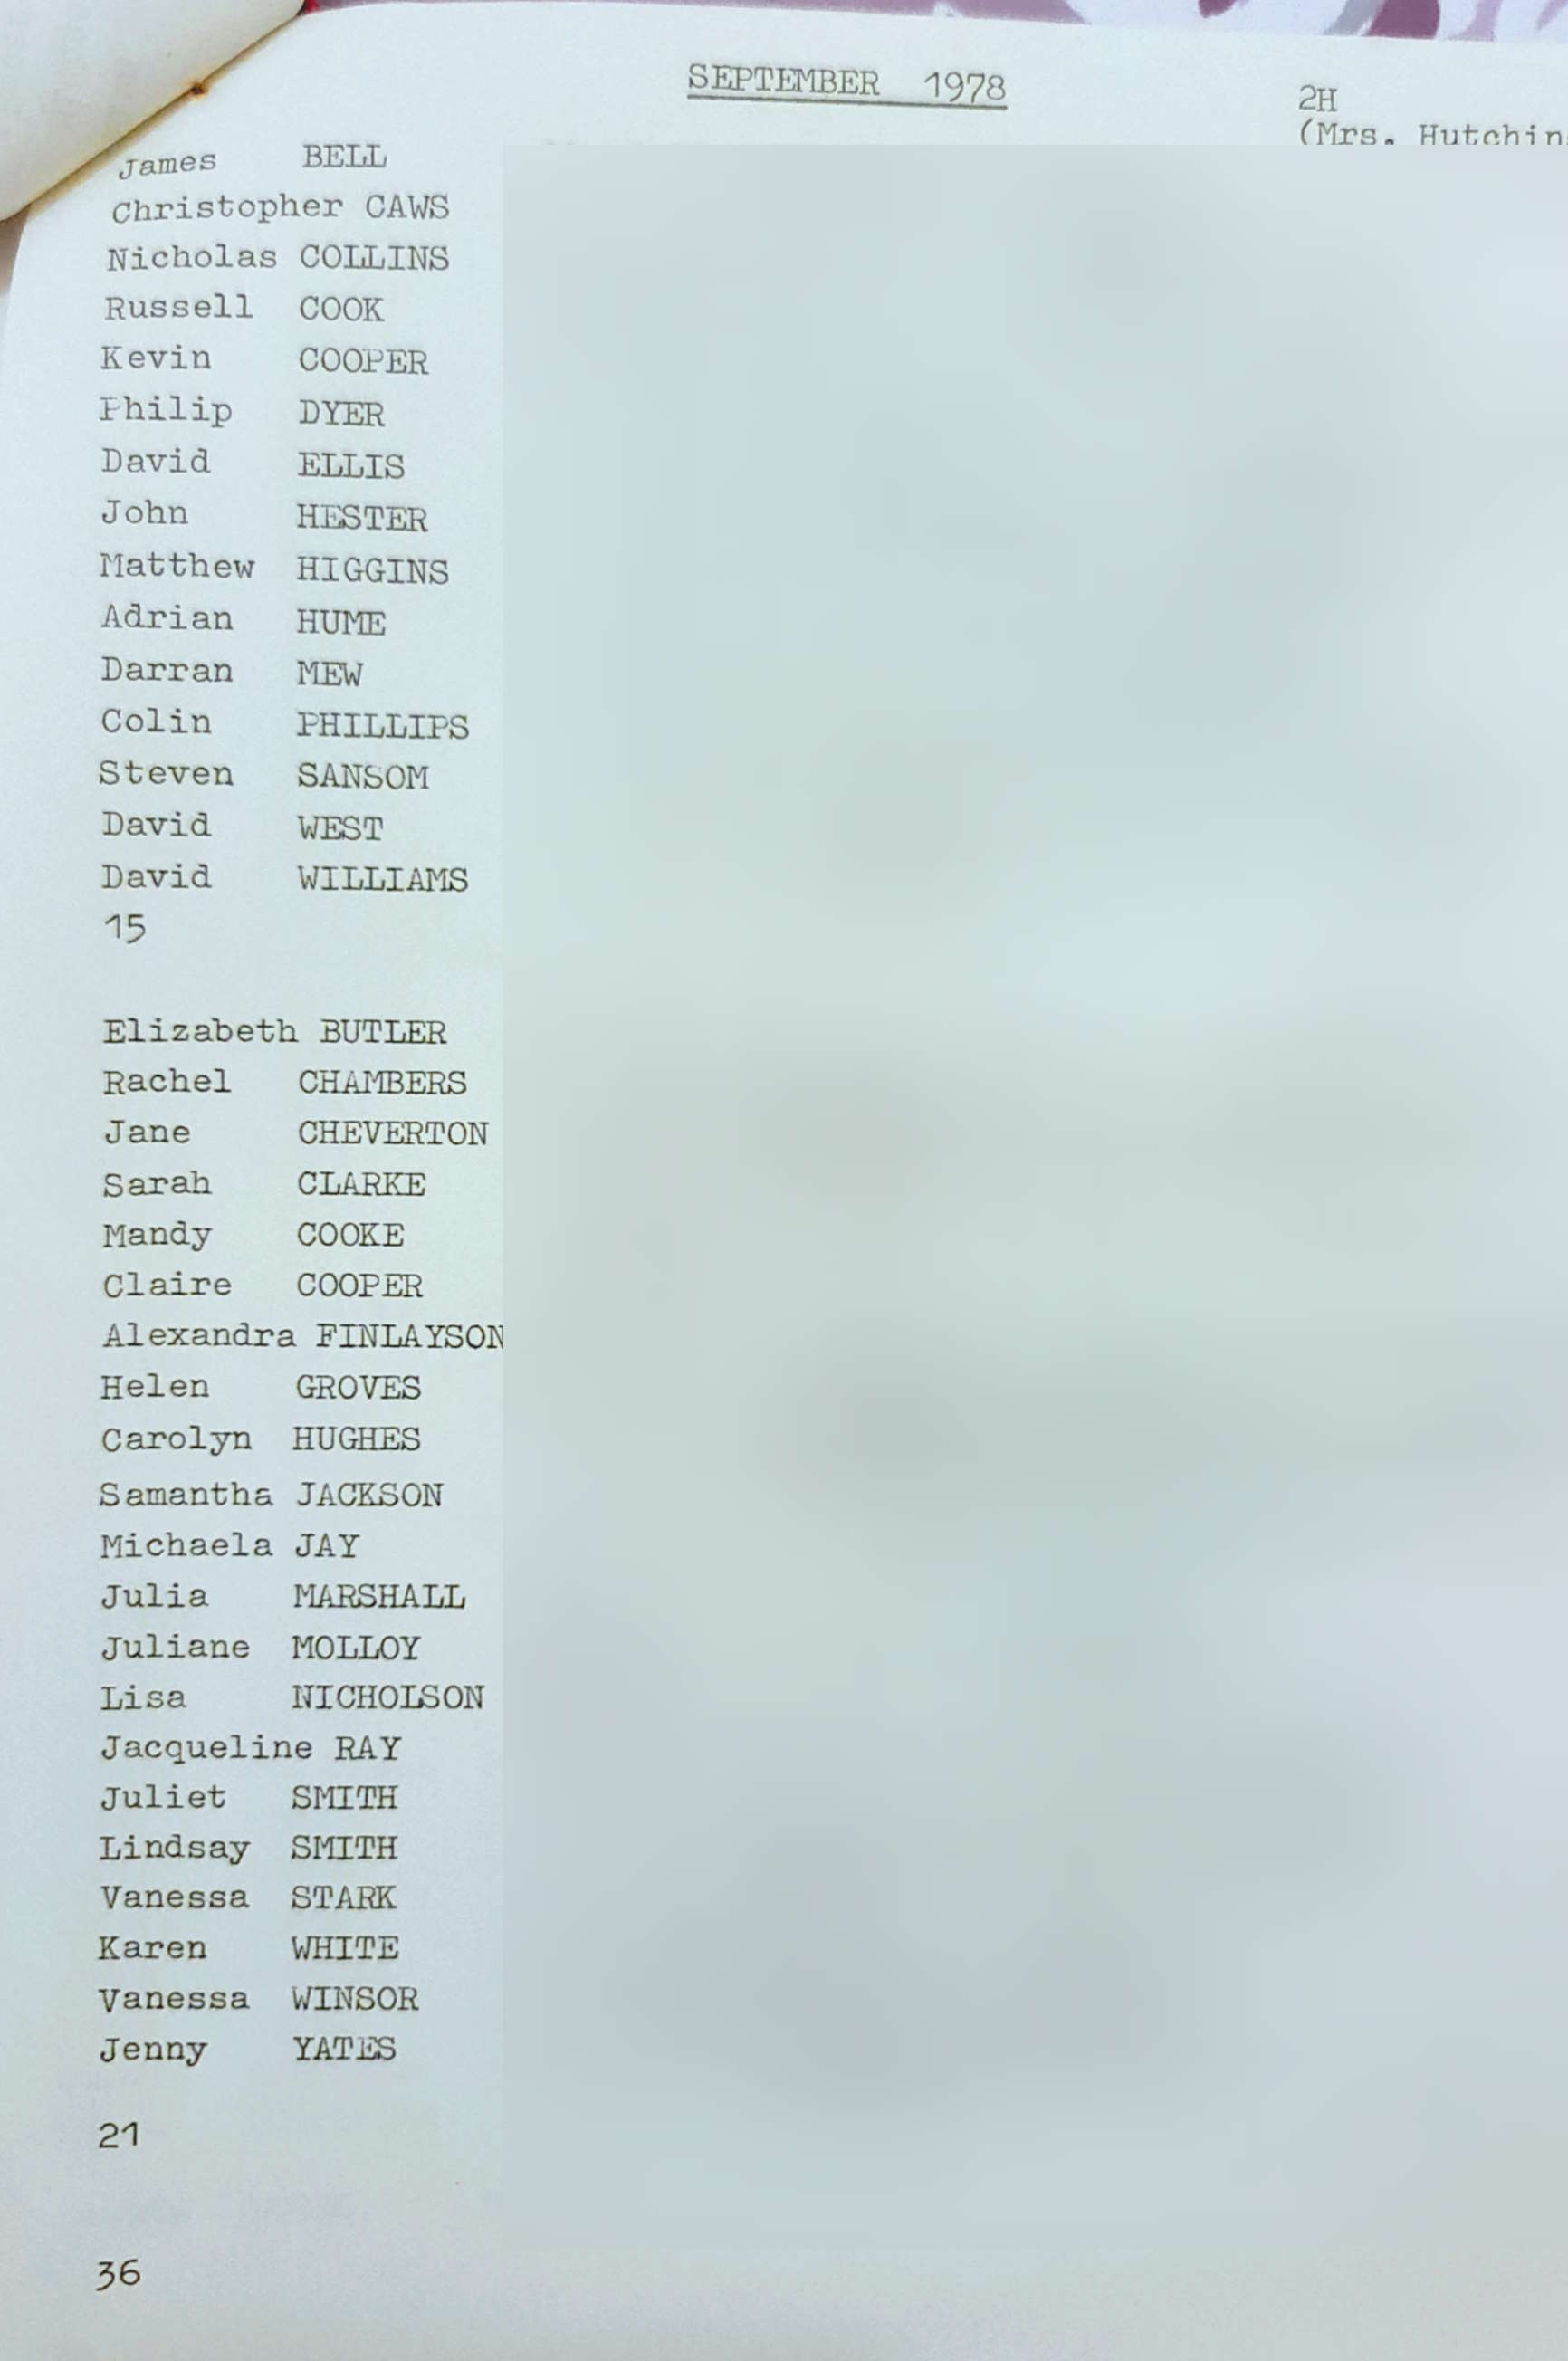 SEPTEMBER 1978
2H
(Mrs.
James BELL
Christopher CAWS
Nicholas COLLINS
Russell COOK
Kevin COOPER
Philip DYER
David ELLIS
John HESTER
Matthew HIGGINS
Adrian HUME
Darran MEW
Colin PHILLIPS
Steven SANSOM
David WEST
David WILLIAMS
15
Elizabeth BUTLER
Rachel CHAMBERS
Jane CHEVERTON
Sarah CLARKE
Mandy COOKE
Claire COOPER
Alexandra FINLAYSON
Helen GROVES
Carolyn HUGHES
Samantha JACKSON
Michaela JAY
Julia MARSHALL
Juliane MOLLOY
Lisa NICHOLSON
Jacqueline RAY
Juliet SMITH
Lindsay SMITH
Vanessa STARK
Karen WHITE
Vanessa WINSOR
Jenny YATES
21
36